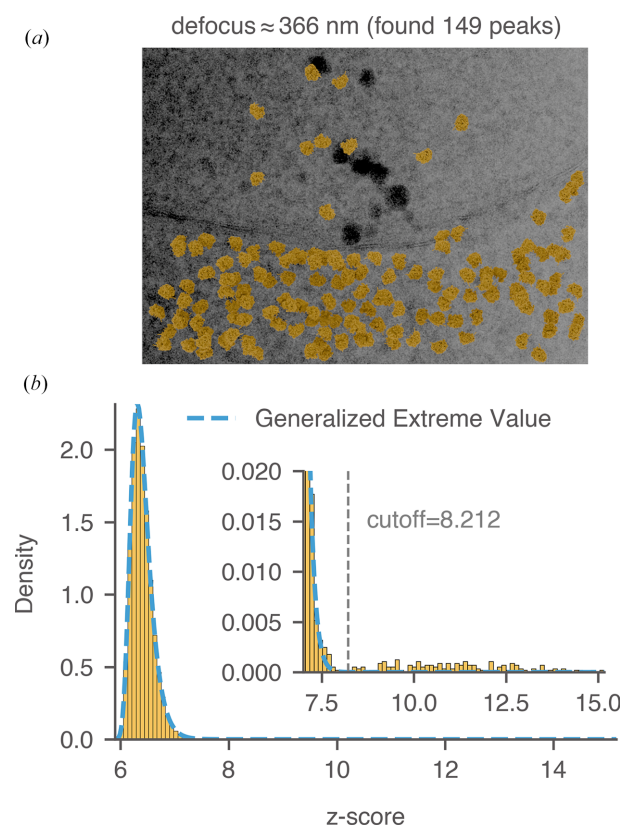 (a)
defocus ≈ 366 nm (found 149 peaks)
(b)
Generalized Extreme Value
2.0
1.5
1.0
0.5
0.0
Density
0.020
0.015
0.010
0.005
0.000
cutoff=8.212
7.5 10.0 12.5 15.0
6 8 10 12 14
z-score